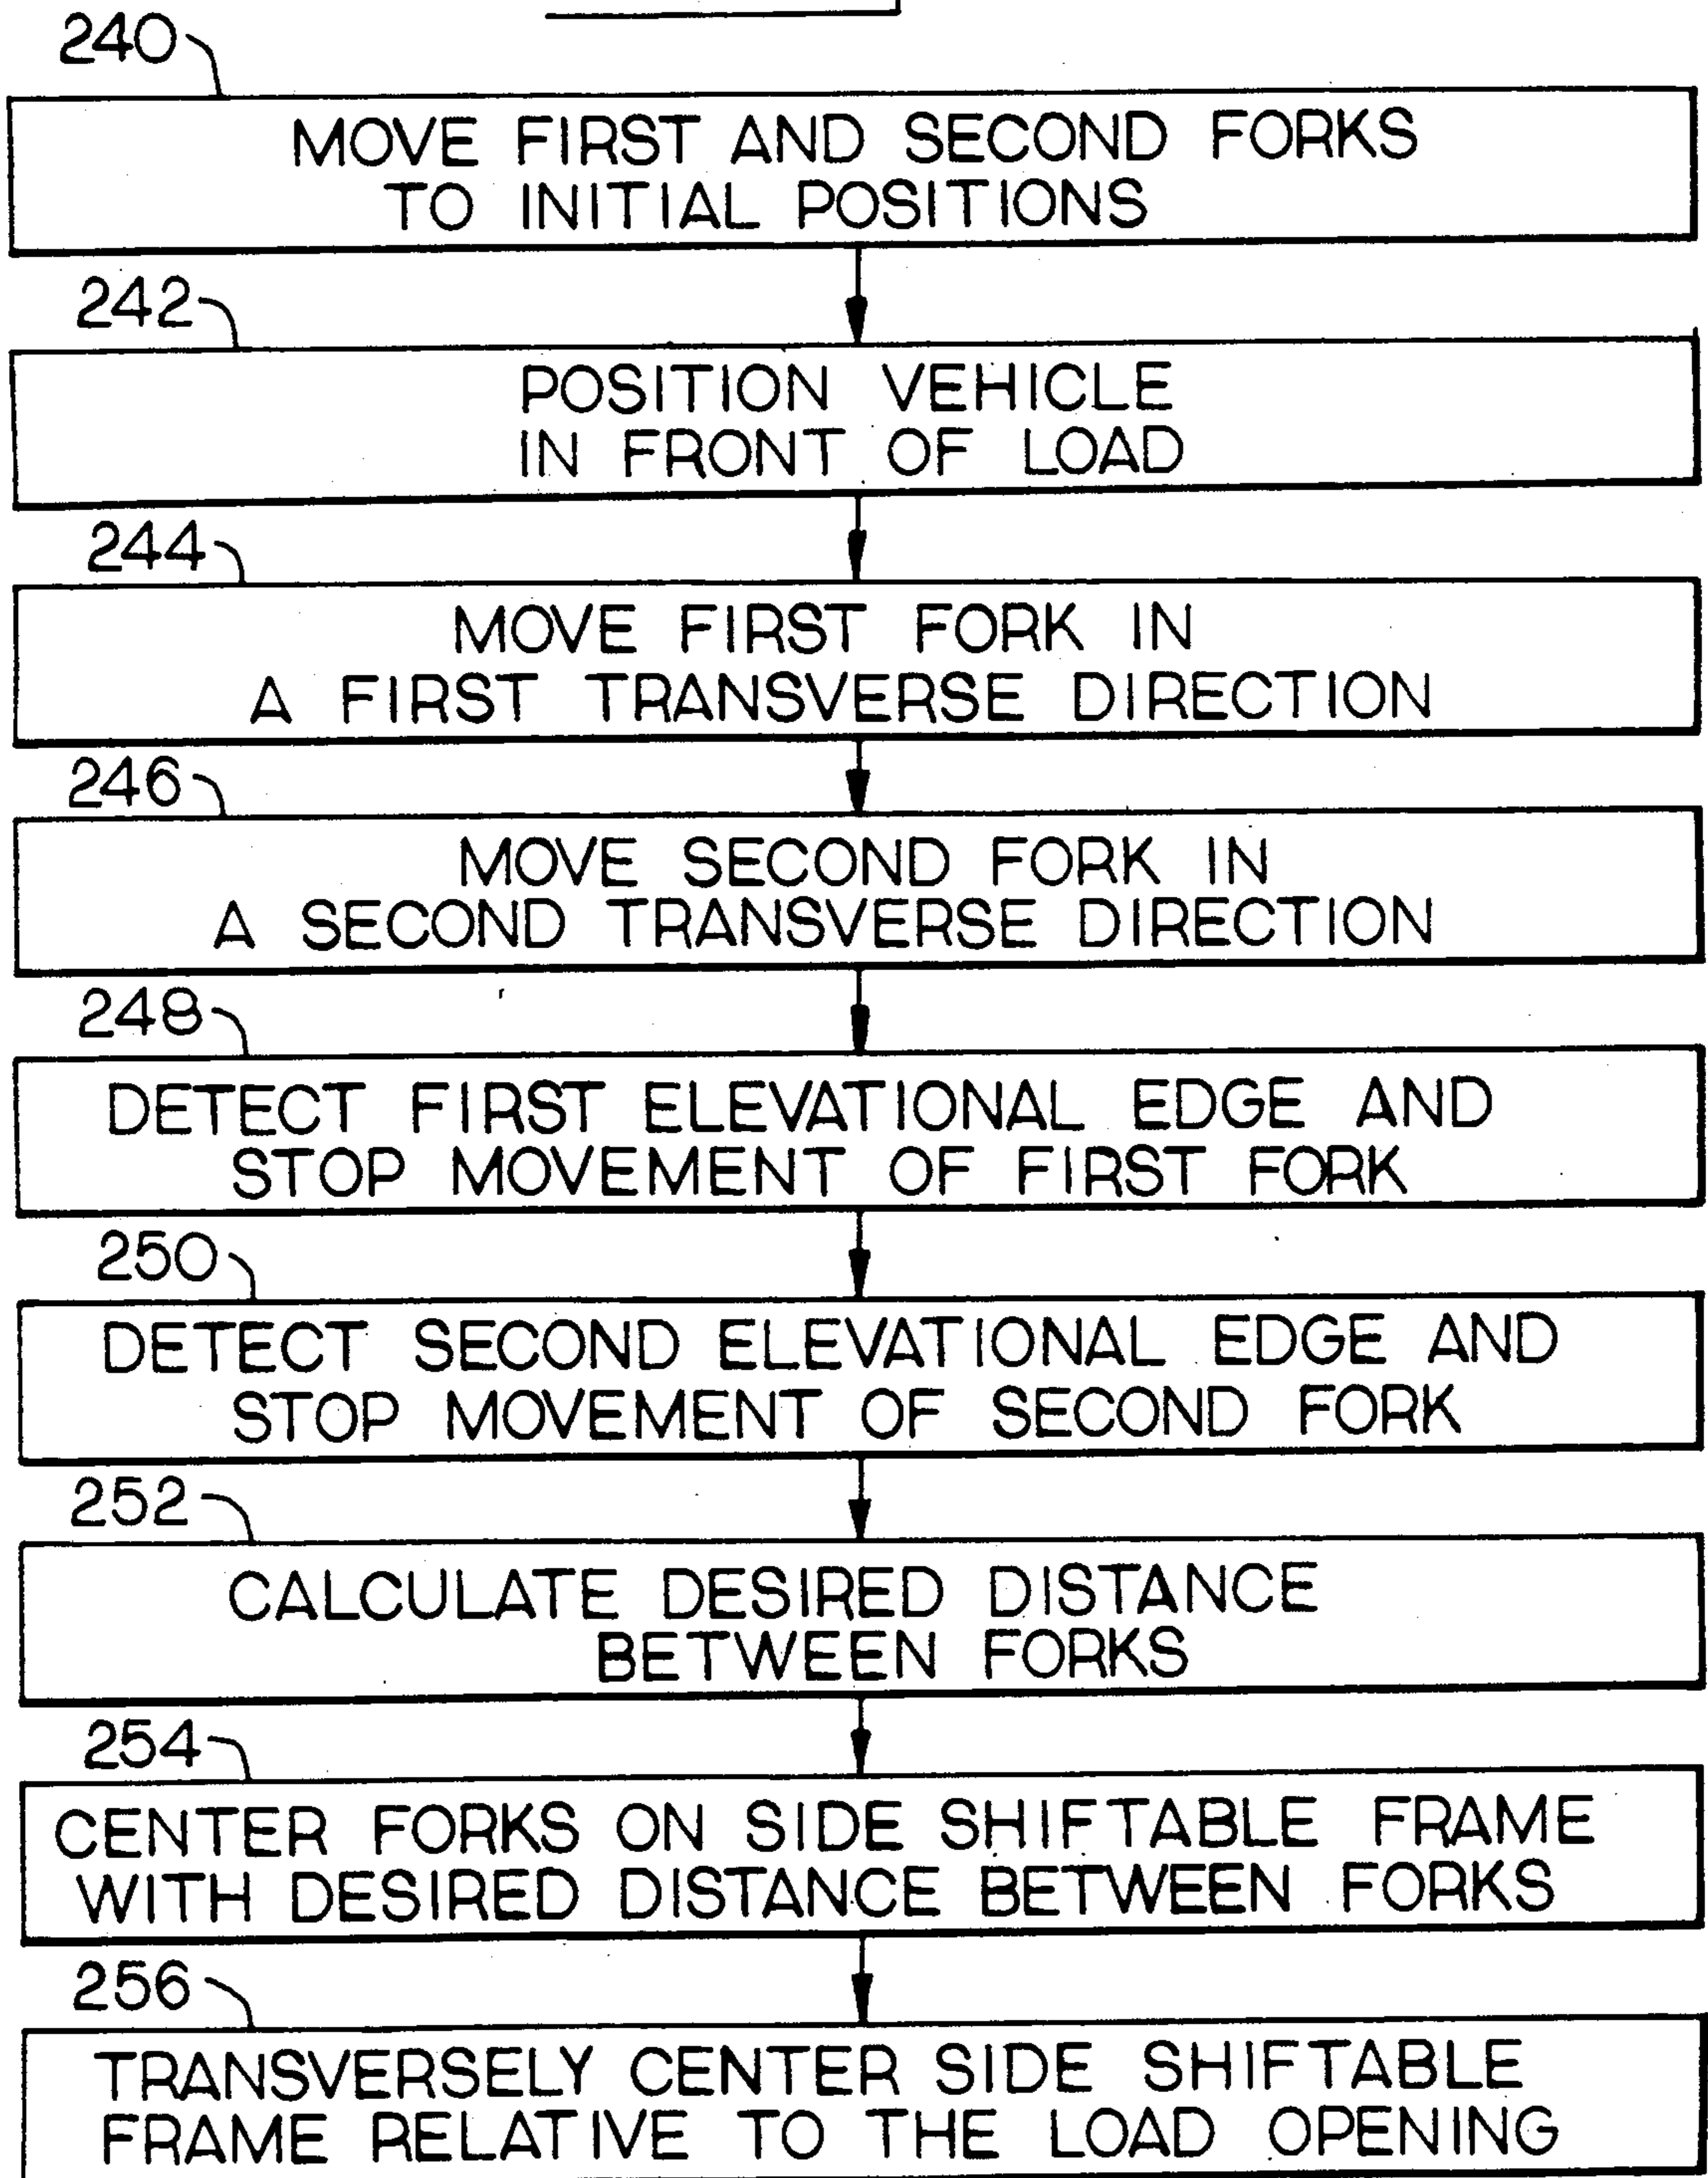 240
MOVE FIRST AND SECOND FORKS
TO INITIAL POSITIONS
242
POSITION VEHICLE
IN FRONT OF LOAD
244
MOVE FIRST FORK IN
A FIRST TRANSVERSE DIRECTION
246
MOVE SECOND FORK IN
A SECOND TRANSVERSE DIRECTION
248
DETECT FIRST ELEVATIONAL EDGE AND
STOP MOVEMENT OF FIRST FORK
250
DETECT SECOND ELEVATIONAL EDGE AND
STOP MOVEMENT OF SECOND FORK
252
CALCULATE DESIRED DISTANCE
BETWEEN FORKS
254
CENTER FORKS ON SIDE SHIFTABLE FRAME
WITH DESIRED DISTANCE BETWEEN FORKS
256
TRANSVERSELY CENTER SIDE SHIFTABLE
FRAME RELATIVE TO THE LOAD OPENING